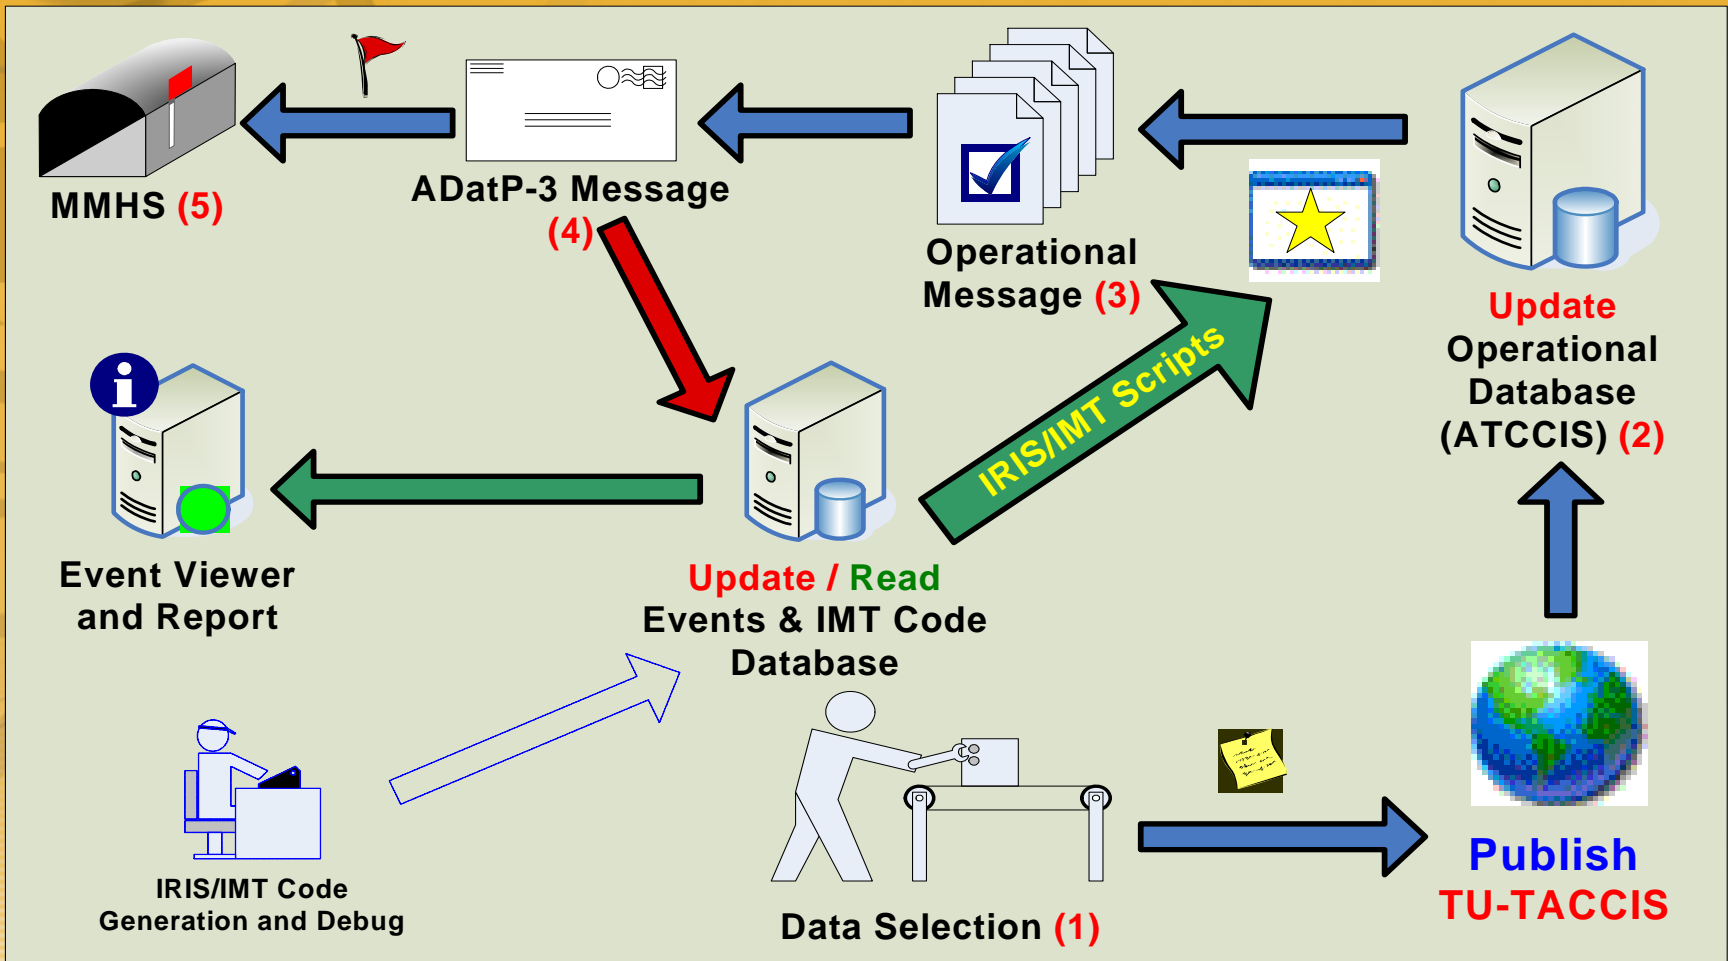 MMHS (5)
ADatP-3 Message
(4)
Operational
Message (3)
Update
Operational
Database
(ATCCIS) (2)
IRIS/IMT Scripts
i
Event Viewer
and Report
Update / Read
Events & IMT Code
Database
IRIS/IMT Code
Generation and Debug
Data Selection (1)
Publish
TU-TACCIS